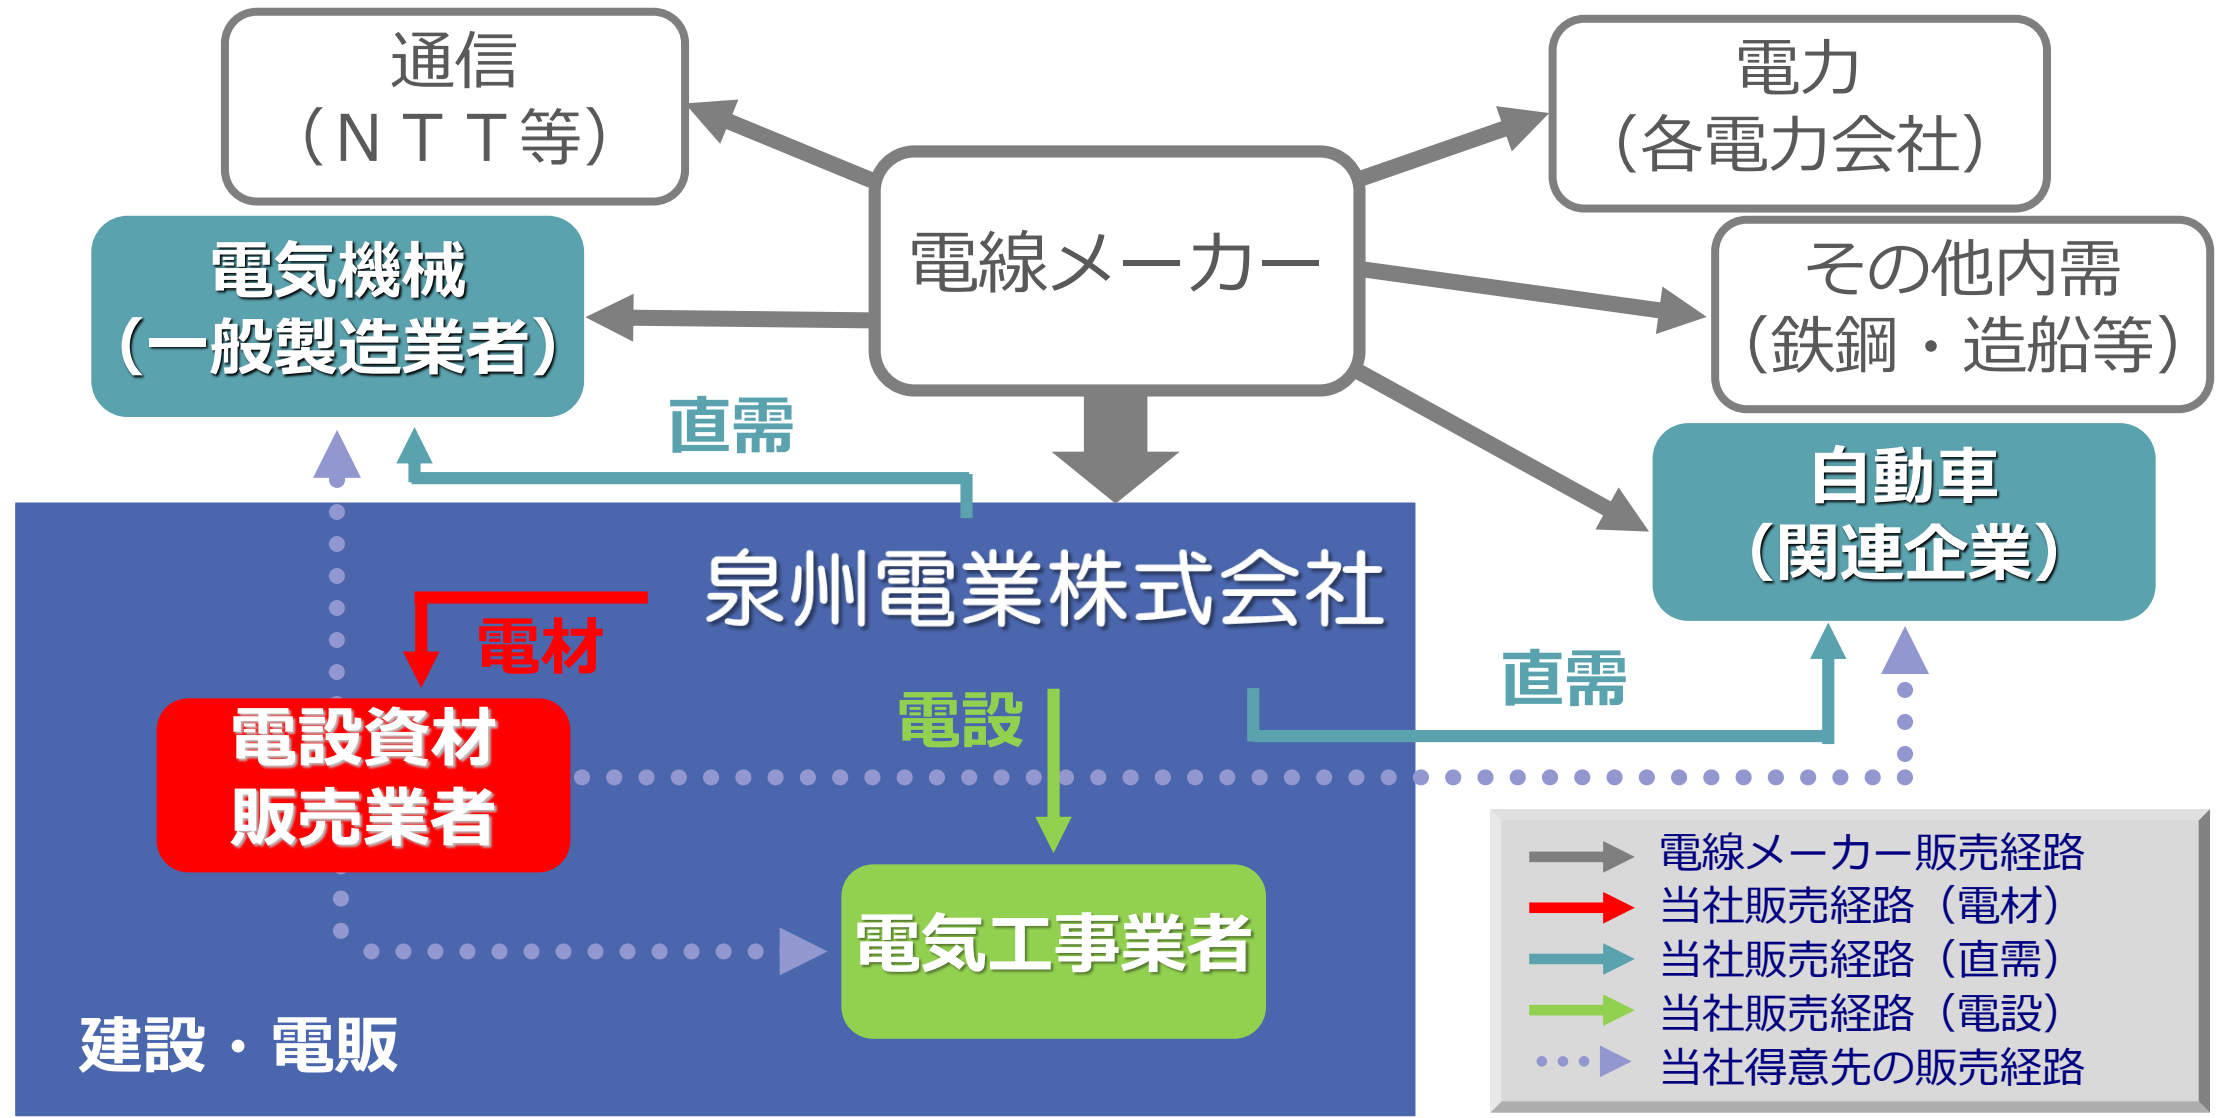 通信
（ＮＴＴ等）
電力
（各電力会社）
電線メーカー
電気機械
（一般製造業者）
その他内需
（鉄鋼・造船等）
直需
自動車
（関連企業）
泉州電業株式会社
電材
直需
電設
電設資材
販売業者
電気工事業者
建設・電販
電線メーカー販売経路
当社販売経路（電材）
当社販売経路（直需）
当社販売経路（電設）
当社得意先の販売経路